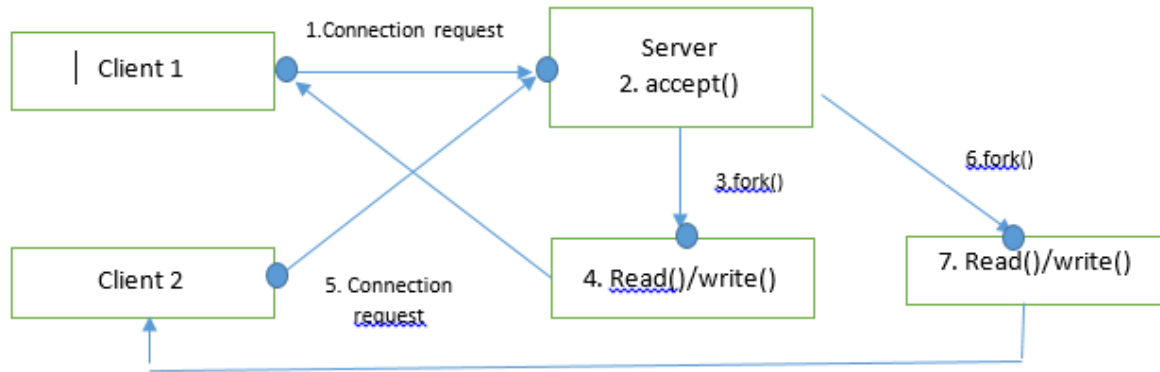 1.Connection request
Client 1
Server
2. accept()
3.fork()
6.fork()
Client 2
5. Connection
request
4. Read()/write()
7. Read()/write()